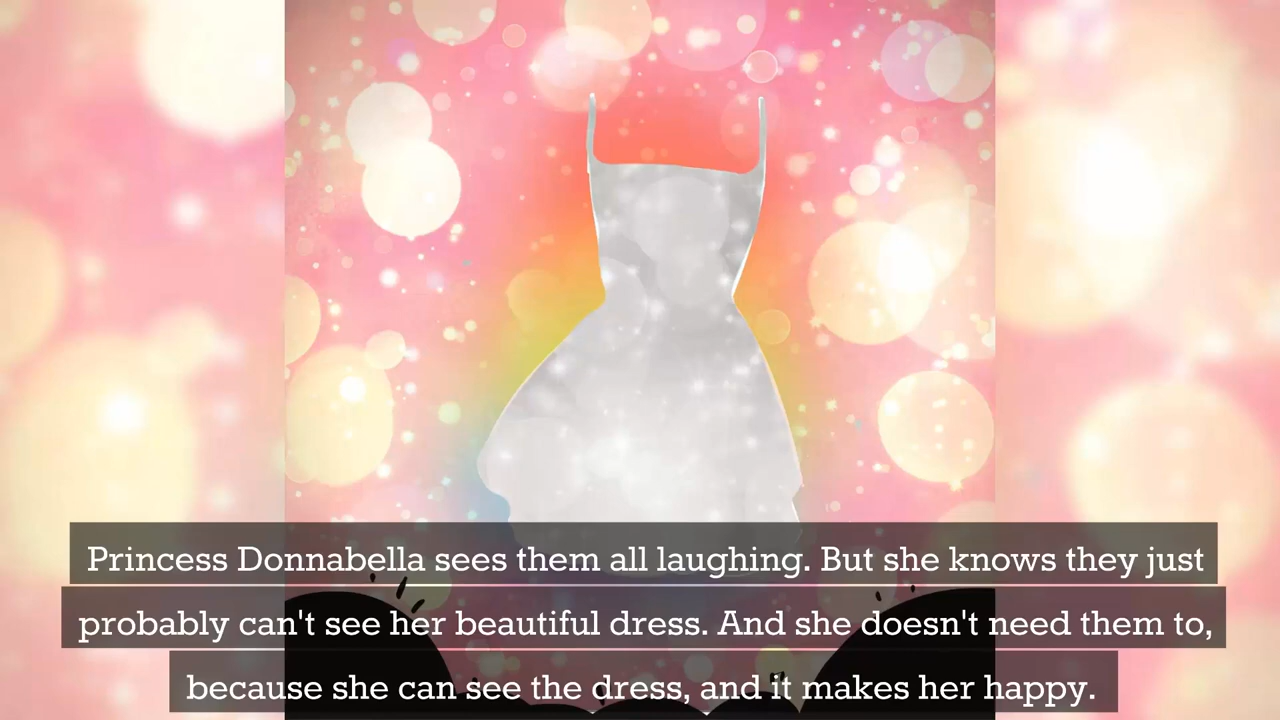 Princess Donnabella sees them all laughing. But she knows they just
probably can't see her beautiful dress. And she doesn't need them to,
because she can see the dress, and it makes her happy.